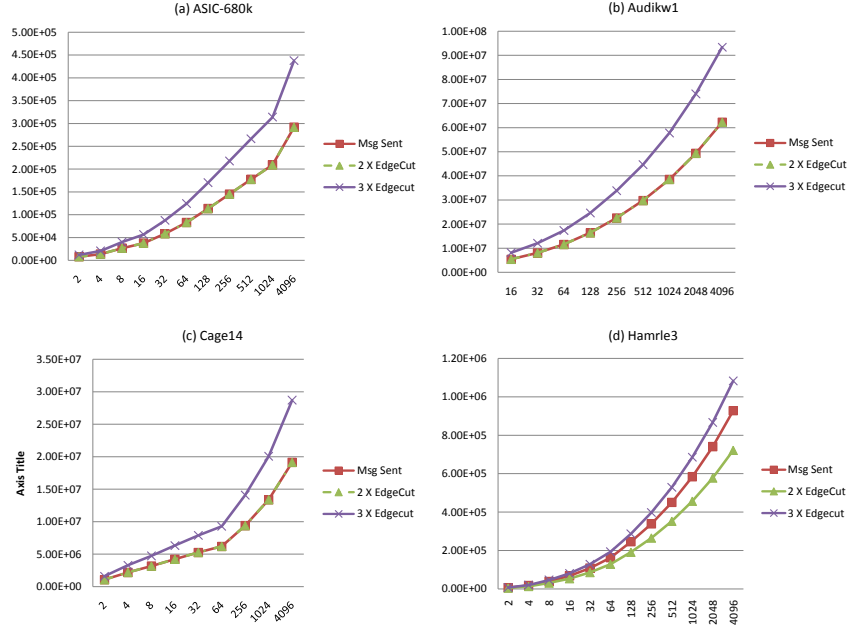 (a) ASIC-680k
5.00E+05
4.50E+05
4.00E+05
3.50E+05
3.00E+05
2.50E+05
2.00E+05
1.50E+05
1.00E+05
5.00E+04
0.00E+00
2 4 8 16 32 64 128 256 512 1024 4096
Msg Sent
2 X EdgeCut
3 X Edgecut
(b) Audikw1
1.00E+08
9.00E+07
8.00E+07
7.00E+07
6.00E+07
5.00E+07
4.00E+07
3.00E+07
2.00E+07
1.00E+07
0.00E+00
16 32 64 128 256 512 1024 2048 4096
Msg Sent
2 X EdgeCut
3 X Edgecut
(c) Cage14
3.50E+07
3.00E+07
2.50E+07
2.00E+07
1.50E+07
1.00E+07
5.00E+06
0.00E+00
Axis Title
2 4 8 16 32 64 256 1024 4096
Msg Sent
2 X EdgeCut
3 X Edgecut
(d) Hamrle3
1.20E+06
1.00E+06
8.00E+05
6.00E+05
4.00E+05
2.00E+05
0.00E+00
2 4 8 16 32 64 128 256 512 1024 2048 4096
Msg Sent
2 X EdgeCut
3 X Edgecut